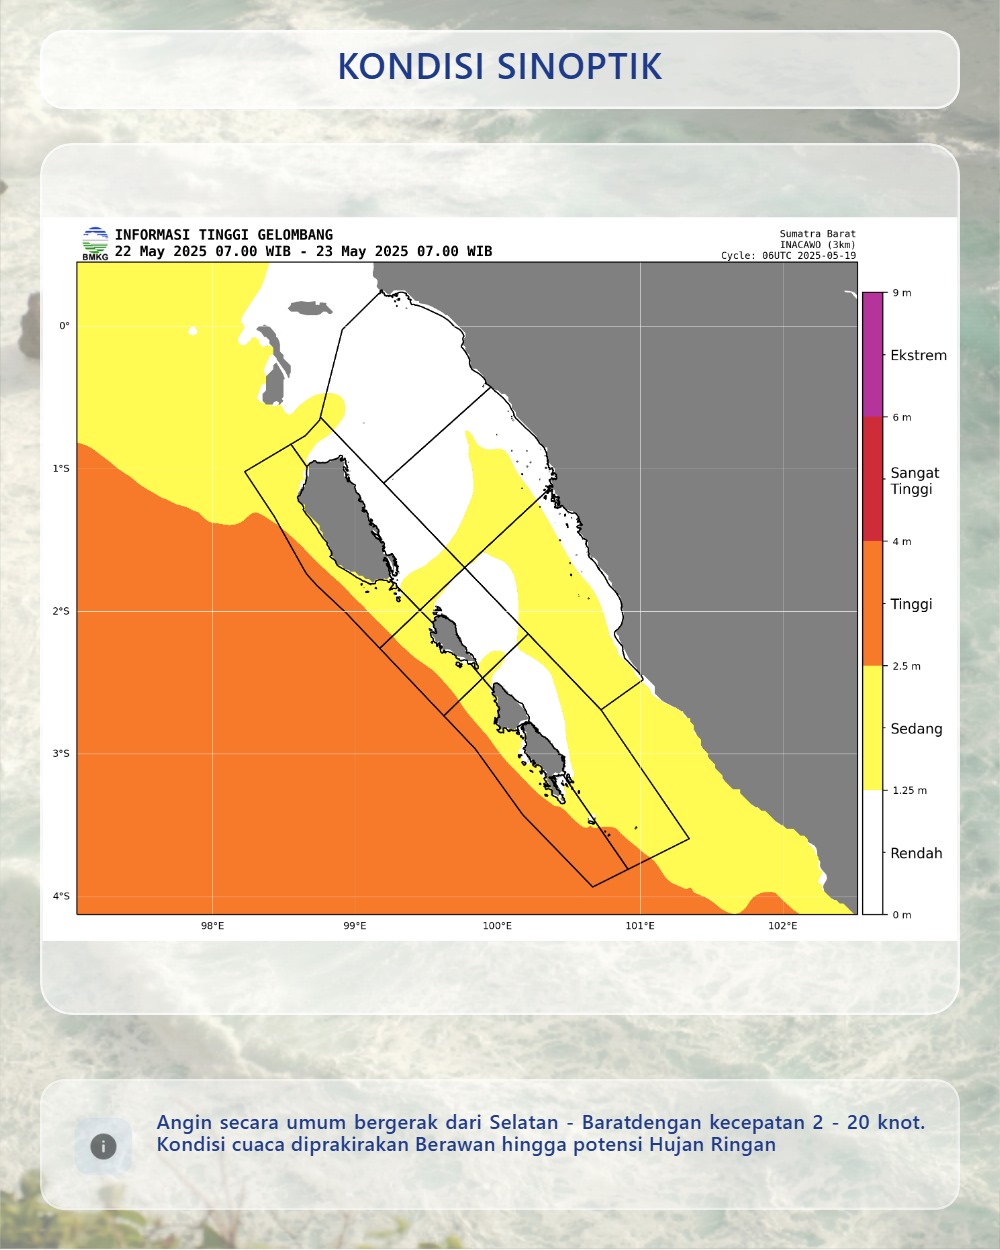 KONDISI SINOPTIK
BMKG
INFORMASI TINGGI GELOMBANG
22 May 2025 07.00 WIB - 23 May 2025 07.00 WIB
Sumatra Barat
INACAWO (3km)
Cycle: 06UTC 2025-05-19
0°
1°S
2°S
3°S
4°S
98°E
99°E
100°E
101°E
102°E
9 m
Ekstrem
6 m
Sangat
Tinggi
4 m
Tinggi
2.5 m
Sedang
1.25 m
Rendah
0 m
Angin secara umum bergerak dari Selatan - Baratdengan kecepatan 2 - 20 knot.
Kondisi cuaca diprakirakan Berawan hingga potensi Hujan Ringan